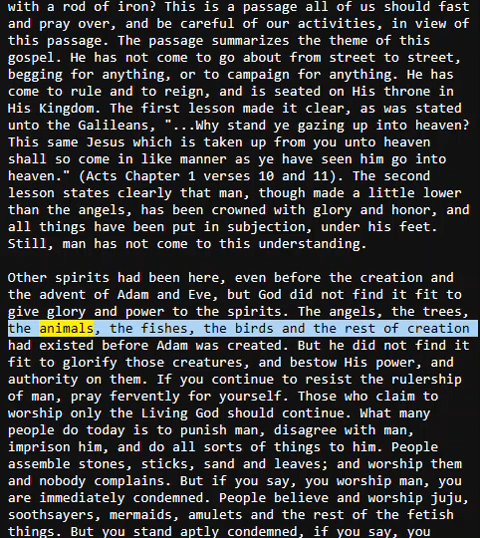 with a rod of iron? This is a passage all of us should fast
and pray over, and be careful of our activities, in view of
this passage. The passage summarizes the theme of this
gospel. He has not come to go about from street to street,
begging for anything, or to campaign for anything. He has
come to rule and to reign, and is seated on His throne in
His Kingdom. The first lesson made it clear, as was stated
unto the Galileans, "...Why stand ye gazing up into heaven?
This same Jesus which is taken up from you unto heaven
shall so come in like manner as ye have seen him go into
heaven." (Acts Chapter 1 verses 10 and 11). The second
lesson states clearly that man, though made a little lower
than the angels, has been crowned with glory and honor, and
all things have been put in subjection, under his feet.
Still, man has not come to this understanding.

Other spirits had been here, even before the creation and
the advent of Adam and Eve, but God did not find it fit to
give glory and power to the spirits. The angels, the trees,
the animals, the fishes, the birds and the rest of creation
had existed before Adam was created. But he did not find it
fit to glorify those creatures, and bestow His power, and
authority on them. If you continue to resist the rulership
of man, pray fervently for yourself. Those who claim to
worship only the Living God should continue. What many
people do today is to punish man, disagree with man,
imprison him, and do all sorts of things to him. People
assemble stones, sticks, sand and leaves; and worship them
and nobody complains. But if you say, you worship man, you
are immediately condemned. People believe and worship juju,
soothsayers, mermaids, amulets and the rest of the fetish
things. But you stand aptly condemned, if you say, you